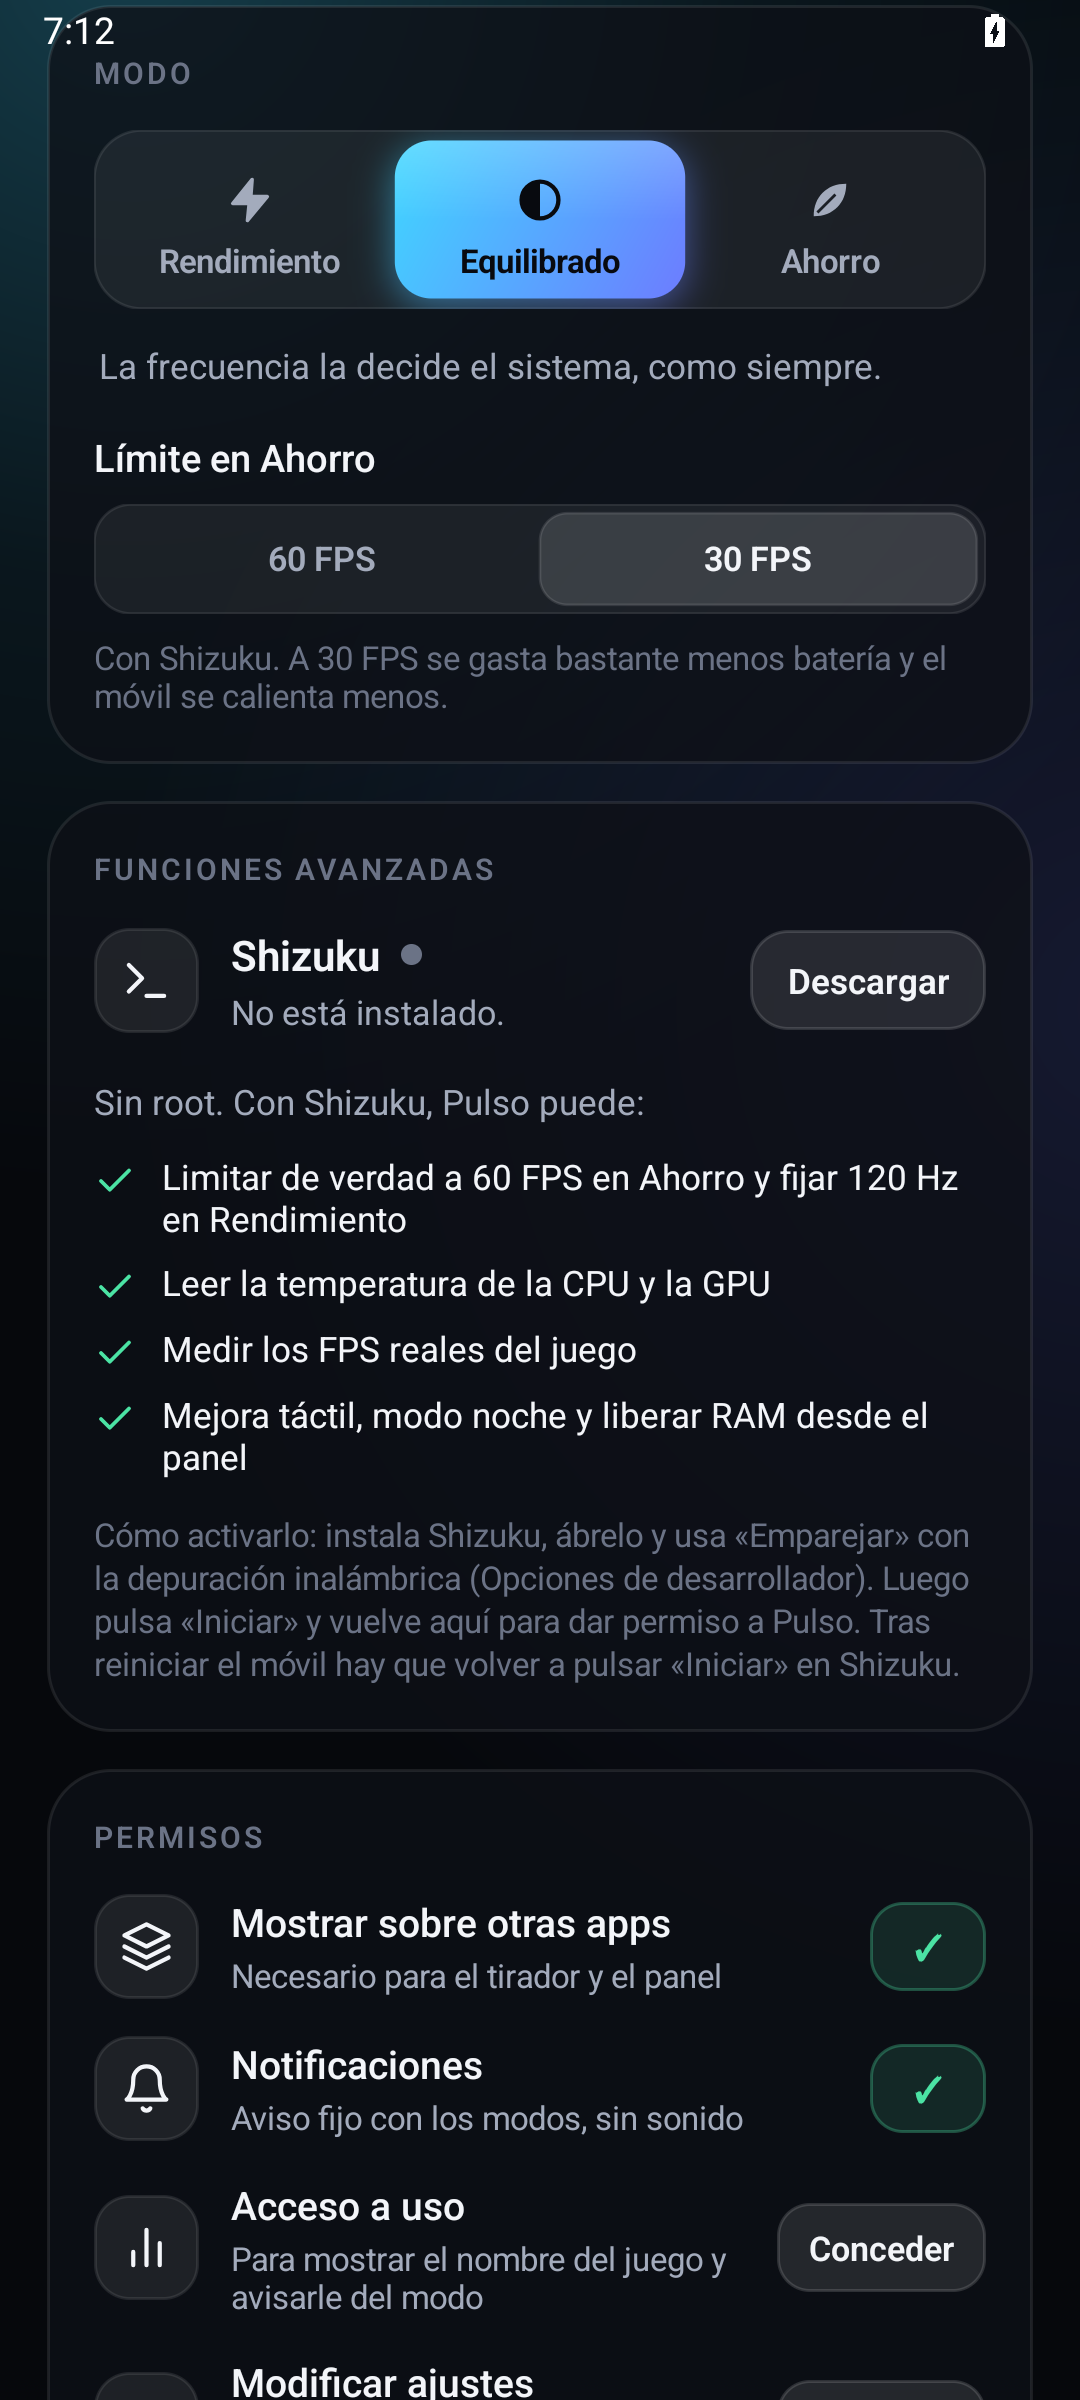 7:12
MODO
Rendimiento
Equilibrado
Ahorro
La frecuencia la decide el sistema, como siempre.
Límite en Ahorro
60 FPS
30 FPS
Con Shizuku. A 30 FPS se gasta bastante menos batería y el
móvil se calienta menos.
FUNCIONES AVANZADAS
Shizuku
No está instalado.
Descargar
Sin root. Con Shizuku, Pulso puede:
Limitar de verdad a 60 FPS en Ahorro y fijar 120 Hz
en Rendimiento
Leer la temperatura de la CPU y la GPU
Medir los FPS reales del juego
Mejora táctil, modo noche y liberar RAM desde el
panel
Cómo activarlo: instala Shizuku, ábrelo y usa «Emparejar» con
la depuración inalámbrica (Opciones de desarrollador). Luego
pulsa «Iniciar» y vuelve aquí para dar permiso a Pulso. Tras
reiniciar el móvil hay que volver a pulsar «Iniciar» en Shizuku.
PERMISOS
Mostrar sobre otras apps
Necesario para el tirador y el panel
✓
Notificaciones
Aviso fijo con los modos, sin sonido
✓
Acceso a uso
Para mostrar el nombre del juego y
avisarle del modo
Conceder
Modificar ajustes